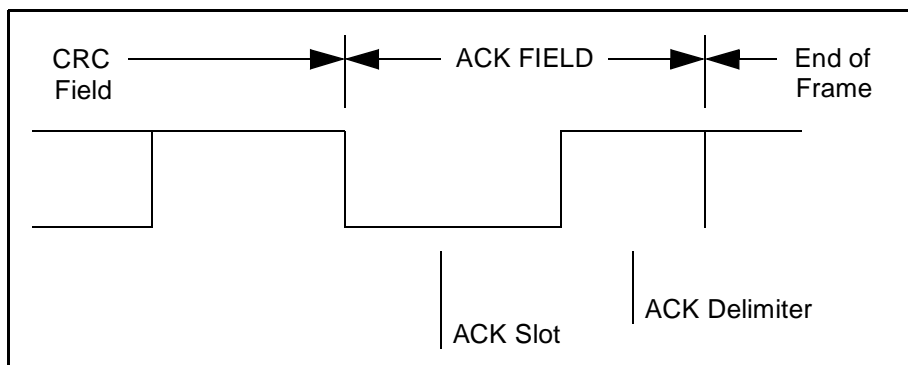 CRC
Field
ACK FIELD
End of
Frame
ACK Slot
ACK Delimiter